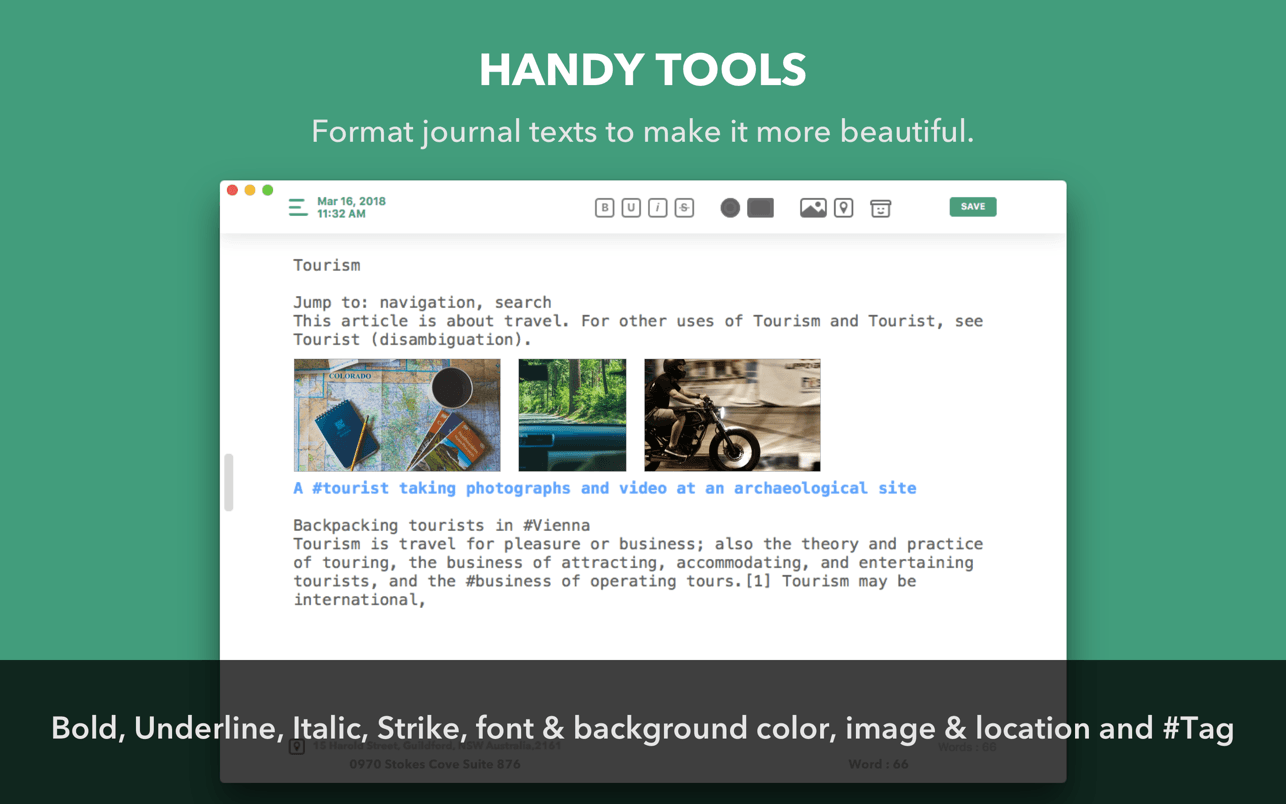 HANDY TOOLS
Format journal texts to make it more beautiful.
Mar 16, 2018
11:32 AM
B U i S
SAVE
Tourism
Jump to: navigation, search
This article is about travel. For other uses of Tourism and Tourist, see
Tourist (disambiguation).
COLORADO
A #tourist taking photographs and video at an archaeological site
Backpacking tourists in #Vienna
Tourism is travel for pleasure or business; also the theory and practice
of touring, the business of attracting, accommodating, and entertaining
tourists, and the #business of operating tours.[1] Tourism may be
international,
Bold, Underline, Italic, Strike, font & background color, image & location and #Tag
15 Harold Street, Guildford, NSW Australia,2161
Words : 66
0970 Stokes Cove Suite 876
Word : 66